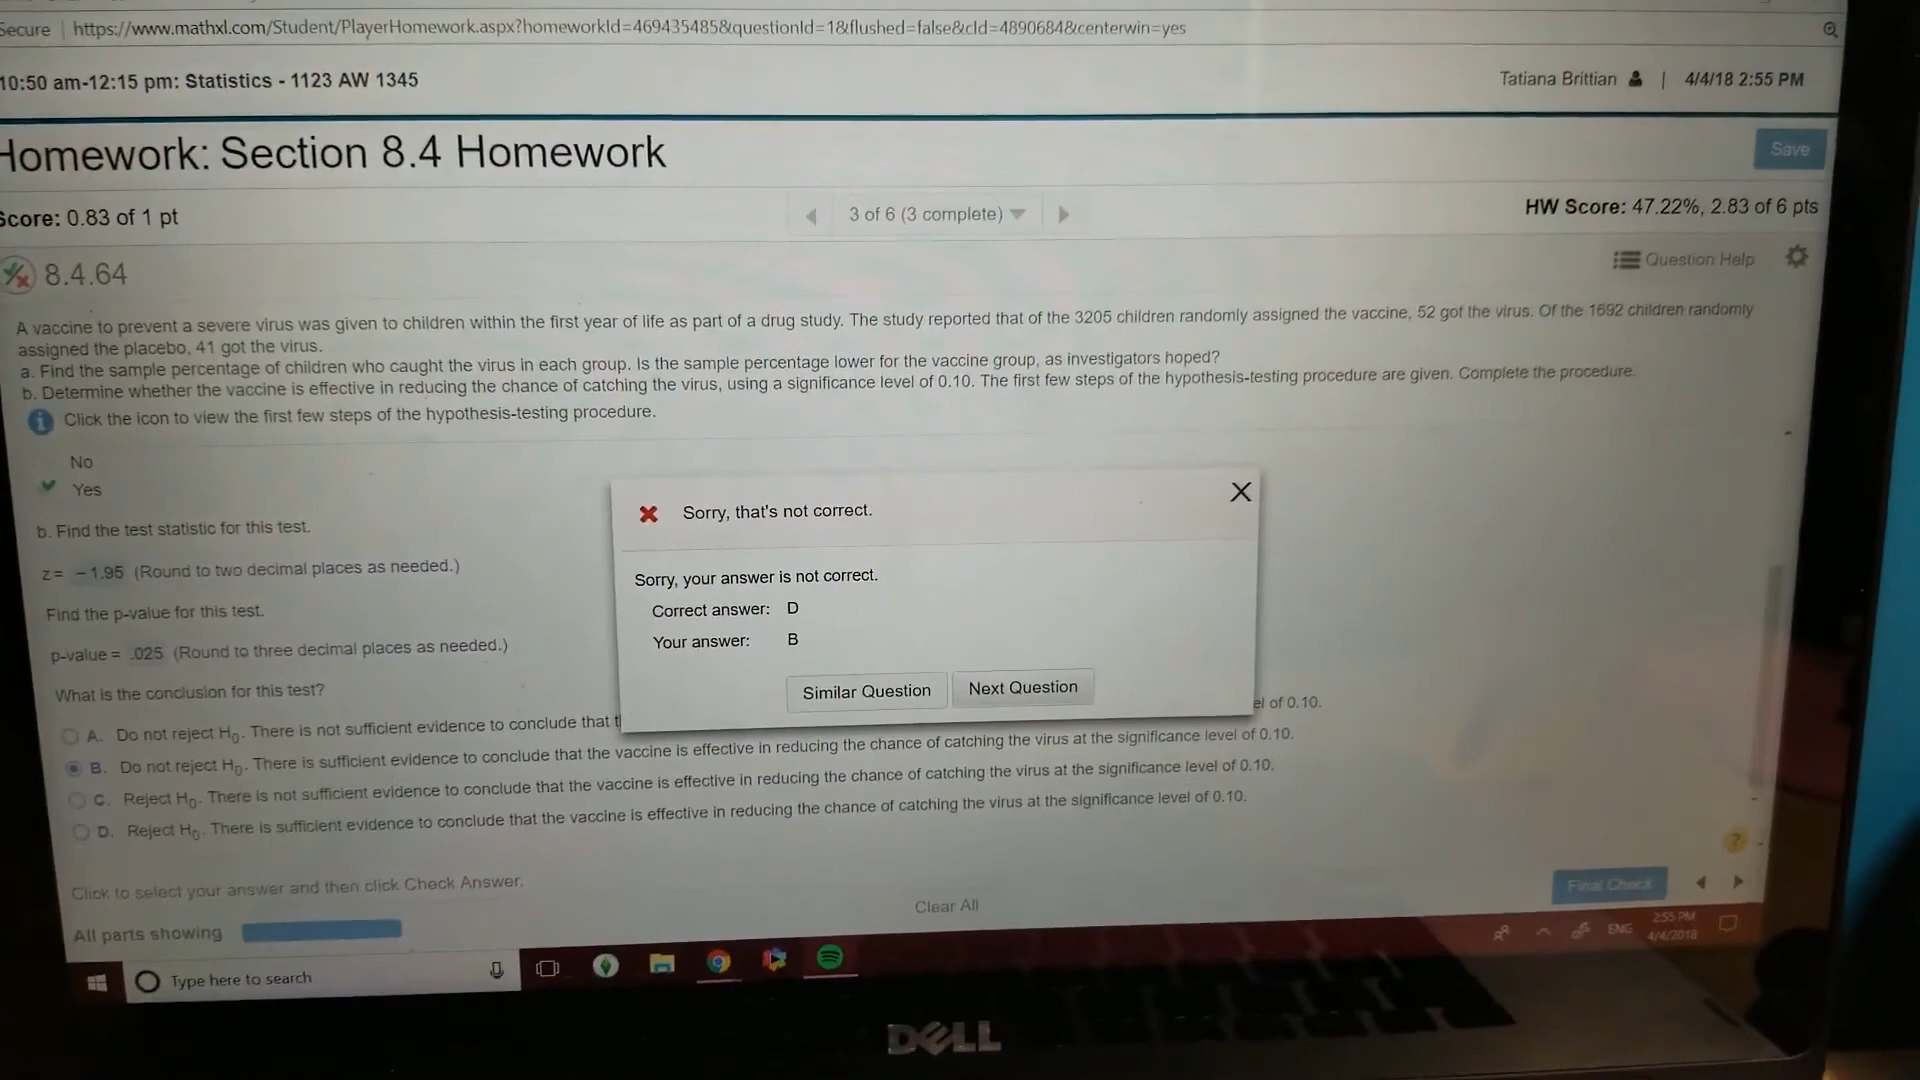 Secure | https://www.mathxl.com/Student/PlayerHomework.aspx?homeworkId=469435485&questionId=1&flushed=false&cId=4890684&centerwin=yes
10:50 am-12:15 pm: Statistics - 1123 AW 1345
Tatiana Brittian | 4/4/18 2:55 PM
Homework: Section 8.4 Homework
Save
Score: 0.83 of 1 pt
3 of 6 (3 complete)
HW Score: 47.22%, 2.83 of 6 pts
8.4.64
Question Help
A vaccine to prevent a severe virus was given to children within the first year of life as part of a drug study. The study reported that of the 3205 children randomly assigned the vaccine, 52 got the virus. Of the 1692 children randomly
assigned the placebo, 41 got the virus.
a. Find the sample percentage of children who caught the virus in each group. Is the sample percentage lower for the vaccine group, as investigators hoped?
b. Determine whether the vaccine is effective in reducing the chance of catching the virus, using a significance level of 0.10. The first few steps of the hypothesis-testing procedure are given. Complete the procedure.
Click the icon to view the first few steps of the hypothesis-testing procedure.
No
Yes
b. Find the test statistic for this test.
z = -1.95 (Round to two decimal places as needed.)
Find the p-value for this test.
p-value = .025 (Round to three decimal places as needed.)
What is the conclusion for this test?
A. Do not reject H0. There is not sufficient evidence to conclude that t
el of 0.10.
B. Do not reject H0. There is sufficient evidence to conclude that the vaccine is effective in reducing the chance of catching the virus at the significance level of 0.10.
C. Reject H0. There is not sufficient evidence to conclude that the vaccine is effective in reducing the chance of catching the virus at the significance level of 0.10.
D. Reject H0. There is sufficient evidence to conclude that the vaccine is effective in reducing the chance of catching the virus at the significance level of 0.10.
X
Sorry, that's not correct.
Sorry, your answer is not correct.
Correct answer: D
Your answer: B
Similar Question
Next Question
?
Click to select your answer and then click Check Answer.
All parts showing
Clear All
Final Check
Type here to search
ENG
2:55 PM
4/4/2018
DELL